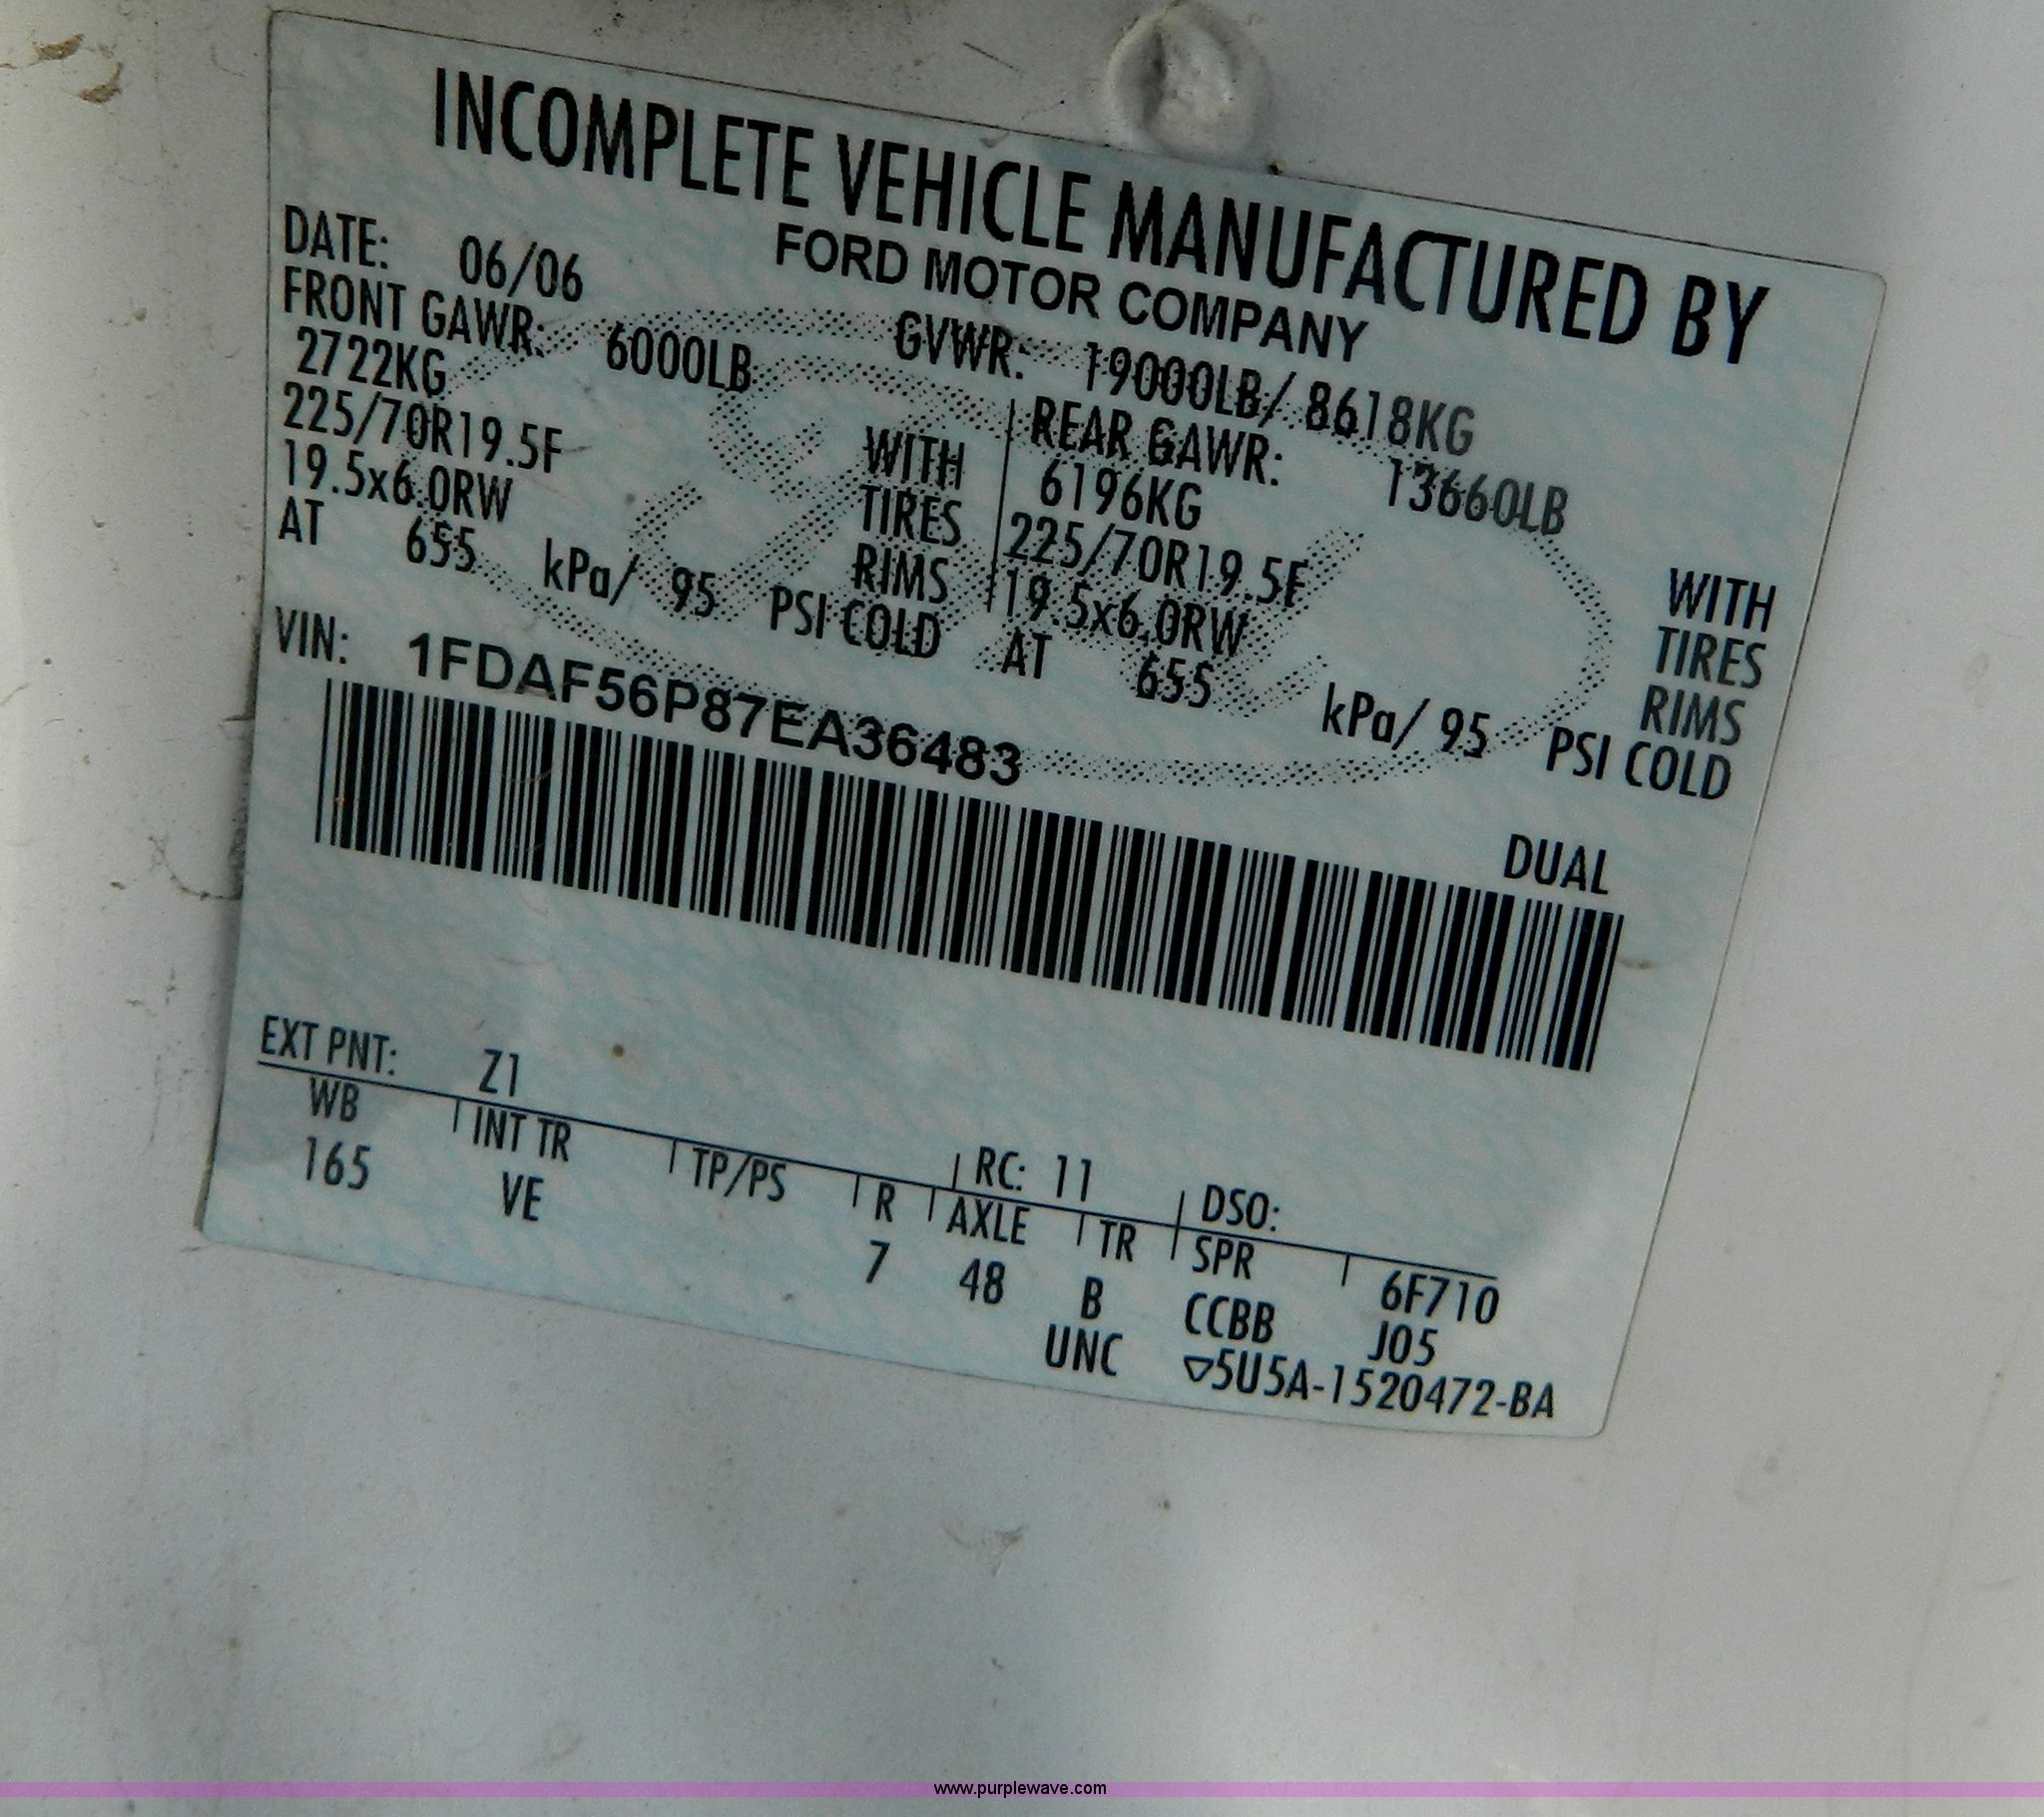 INCOMPLETE VEHICLE MANUFACTURED BY
FORD MOTOR COMPANY
DATE: 06/06 GVWR: 19000LB/ 8618KG
FRONT GAWR: 6000LB REAR GAWR: 13660LB
2722KG WITH 6196KG WITH
225/70R19.5F TIRES 225/70R19.5F TIRES
19.5x6.0RW RIMS 19.5x6.0RW RIMS
AT 655 kPa/ 95 PSI COLD AT 655 kPa/ 95 PSI COLD
VIN: 1FDAF56P87EA36483
DUAL
EXT PNT: Z1 RC: 11 DSO:
WB INT TR TP/PS R AXLE TR SPR 6F710
165 VE 7 48 B CCBB J05
UNC ▽5U5A-1520472-BA
www.purplewave.com